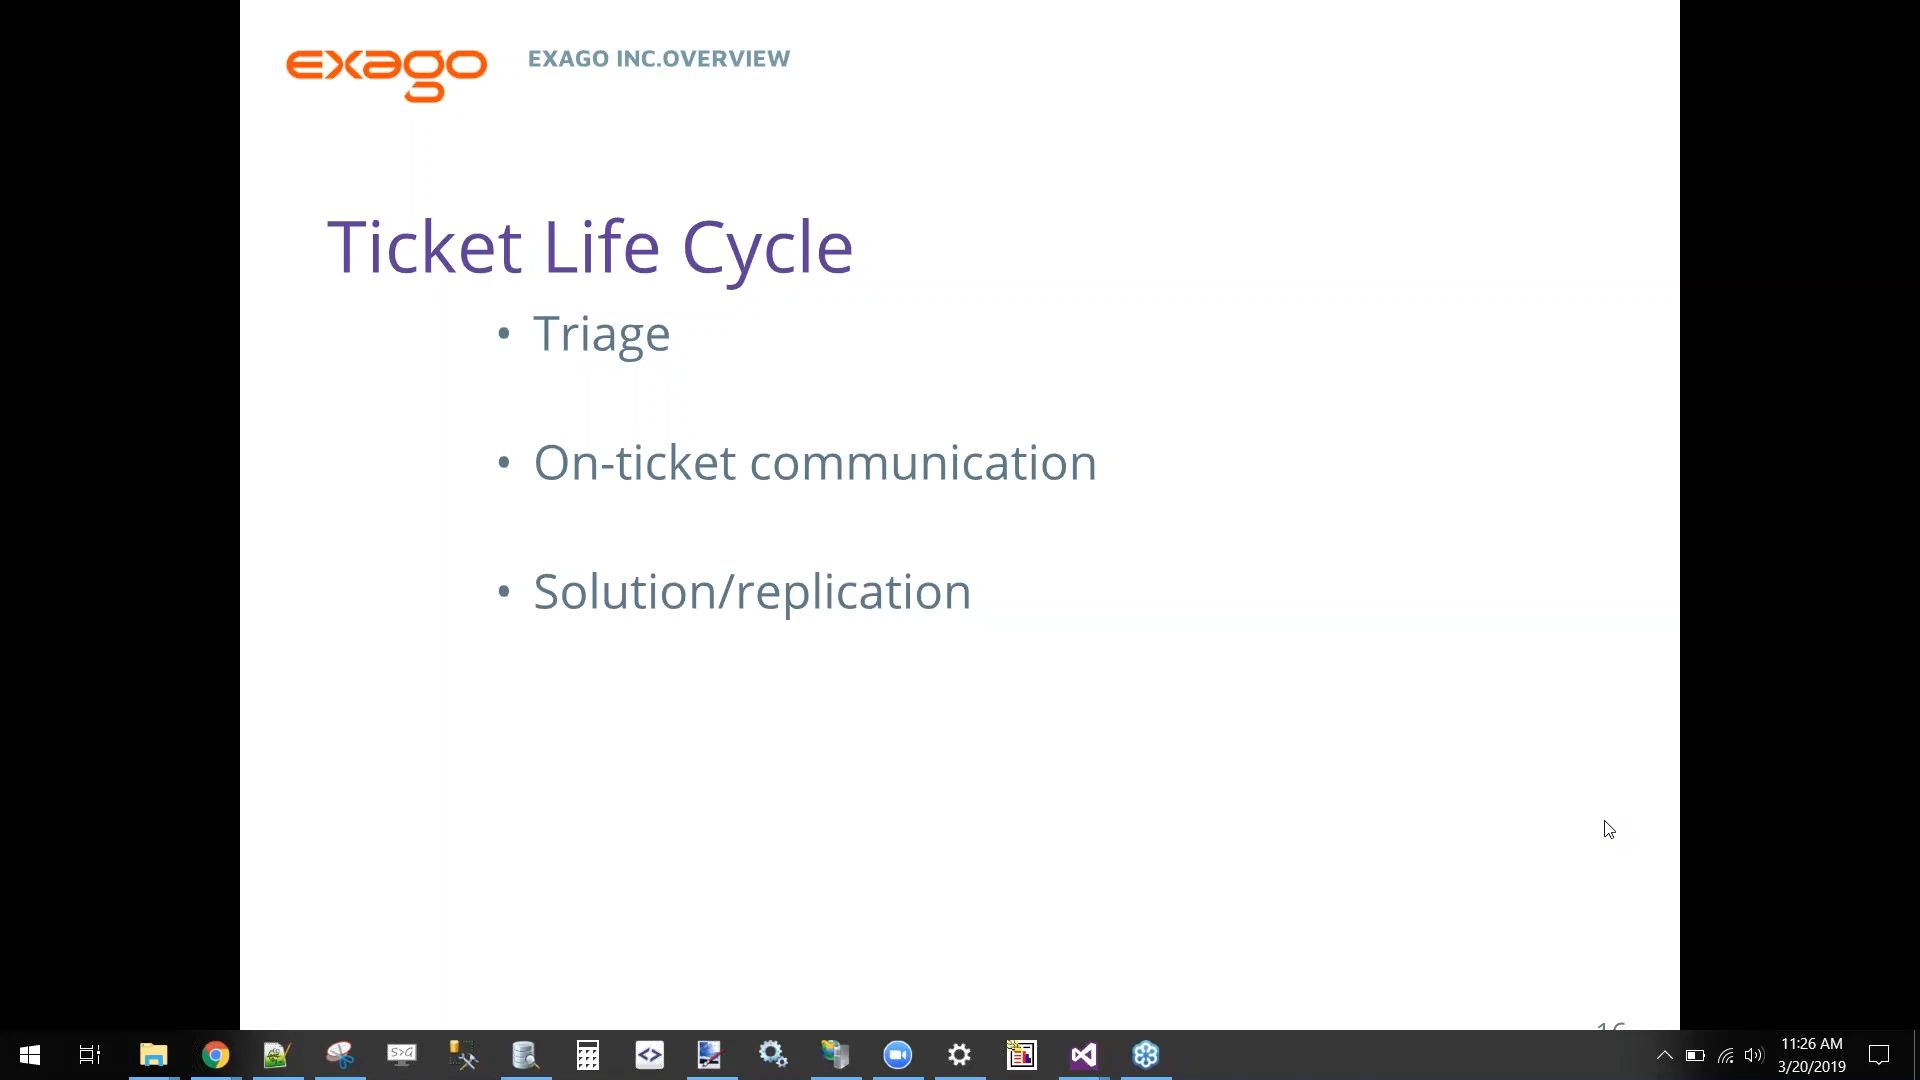 exago
EXAGO INC.OVERVIEW
Ticket Life Cycle
• Triage
• On-ticket communication
• Solution/replication
16
S>G
11:26 AM
3/20/2019